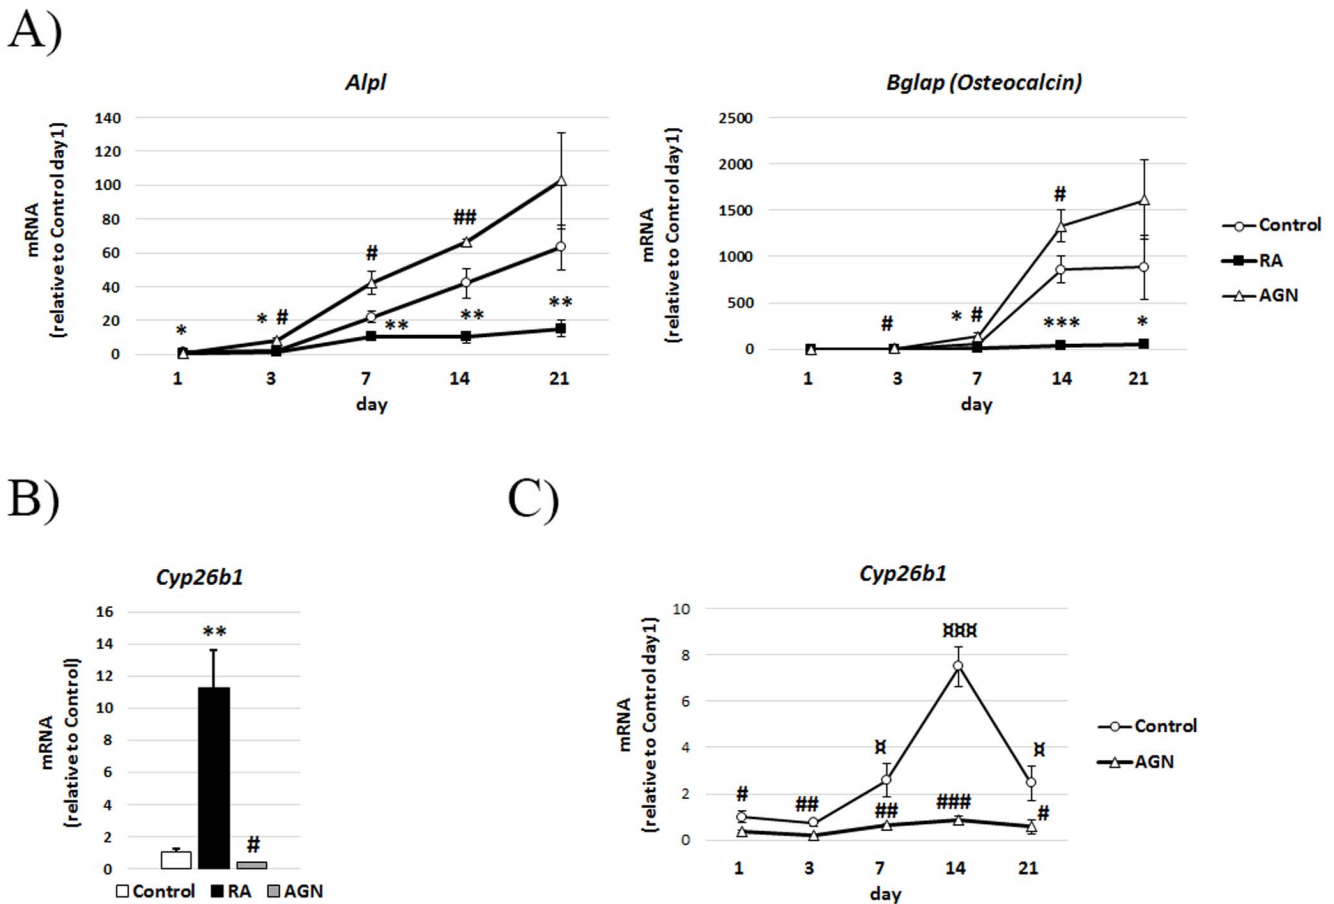 A)
Alpl
mRNA
(relative to Control day1)
140
120
100
80
60
40
20
0
*
* #
#
**
##
**
**
1 3 7 14 21
day
Bglap (Osteocalcin)
mRNA
(relative to Control day1)
2500
2000
1500
1000
500
0
#
* #
#
***
*
1 3 7 14 21
day
Control
RA
AGN
B)
Cyp26b1
mRNA
(relative to Control)
16
14
12
10
8
6
4
2
0
**
#
Control RA AGN
C)
Cyp26b1
mRNA
(relative to Control day1)
10
8
6
4
2
0
¤¤¤
¤
¤
#
##
##
###
#
1 3 7 14 21
day
Control
AGN